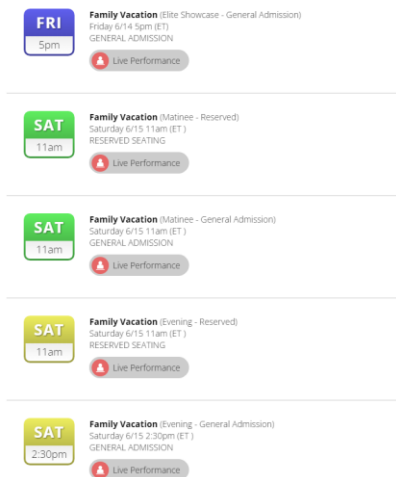 FRI
5pm
Family Vacation (Elite Showcase - General Admission)
Friday 6/14 5pm (ET)
GENERAL ADMISSION
Live Performance
SAT
11am
Family Vacation (Matinee - Reserved)
Saturday 6/15 11am (ET )
RESERVED SEATING
Live Performance
SAT
11am
Family Vacation (Matinee - General Admission)
Saturday 6/15 11am (ET )
GENERAL ADMISSION
Live Performance
SAT
11am
Family Vacation (Evening - Reserved)
Saturday 6/15 11am (ET )
RESERVED SEATING
Live Performance
SAT
2:30pm
Family Vacation (Evening - General Admission)
Saturday 6/15 2:30pm (ET )
GENERAL ADMISSION
Live Performance